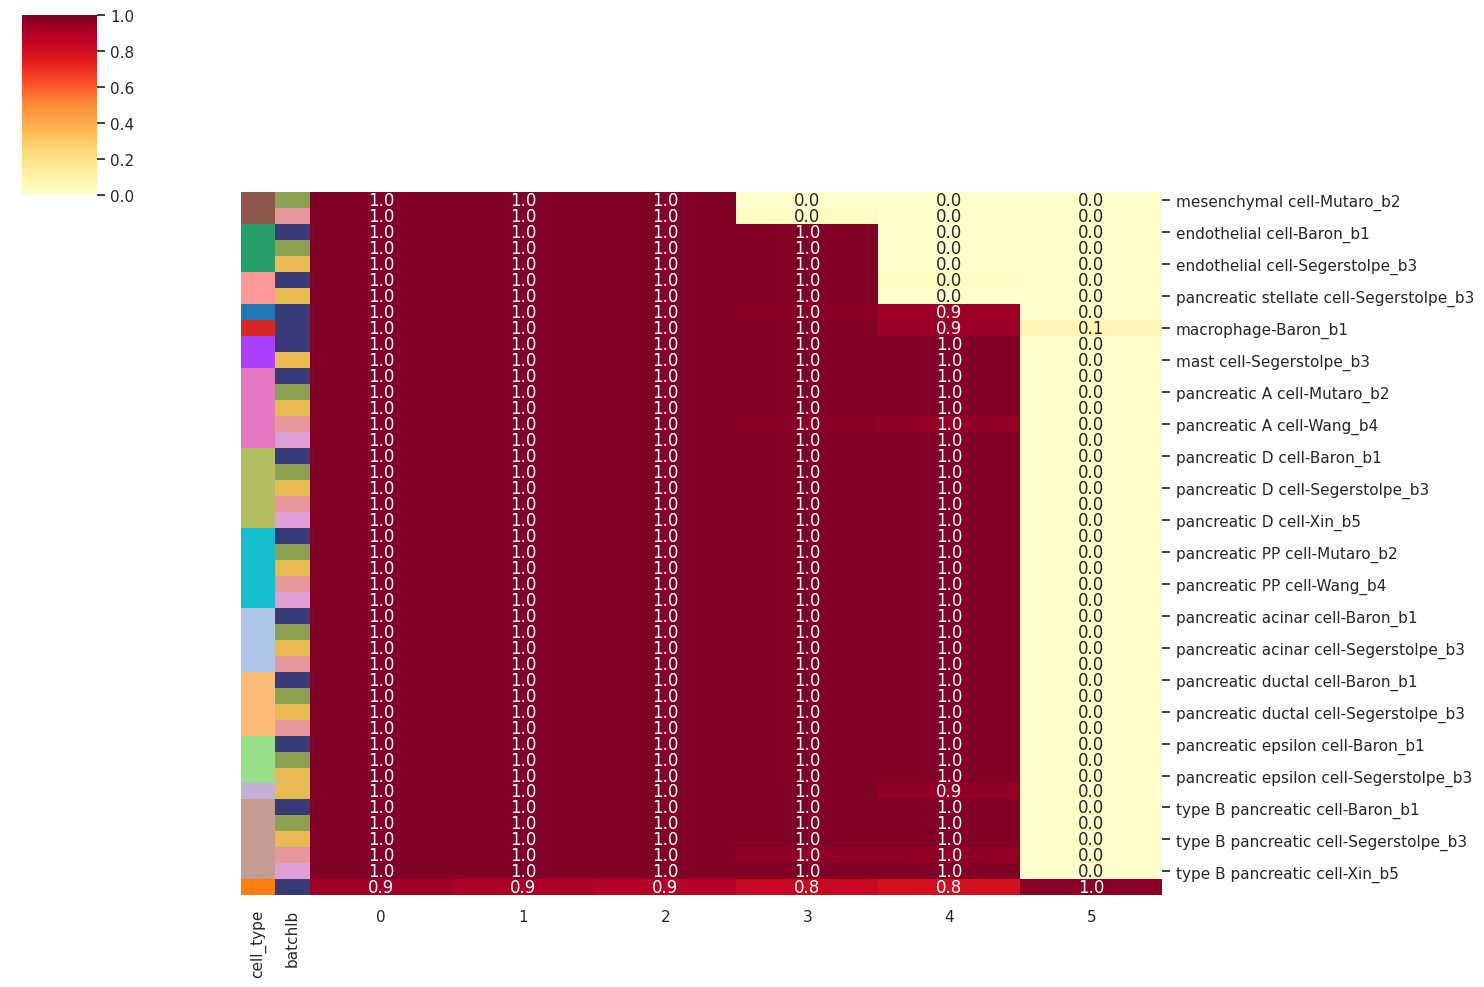 1.0
0.8
0.6
0.4
0.2
0.0
1.0 1.0 1.0 0.0 0.0 0.0 mesenchymal cell-Mutaro_b2
1.0 1.0 1.0 0.0 0.0 0.0
1.0 1.0 1.0 1.0 0.0 0.0 endothelial cell-Baron_b1
1.0 1.0 1.0 1.0 0.0 0.0
1.0 1.0 1.0 1.0 0.0 0.0 endothelial cell-Segerstolpe_b3
1.0 1.0 1.0 1.0 0.0 0.0
1.0 1.0 1.0 1.0 0.0 0.0 pancreatic stellate cell-Segerstolpe_b3
1.0 1.0 1.0 1.0 0.9 0.0
1.0 1.0 1.0 1.0 0.9 0.1 macrophage-Baron_b1
1.0 1.0 1.0 1.0 1.0 0.0
1.0 1.0 1.0 1.0 1.0 0.0 mast cell-Segerstolpe_b3
1.0 1.0 1.0 1.0 1.0 0.0
1.0 1.0 1.0 1.0 1.0 0.0 pancreatic A cell-Mutaro_b2
1.0 1.0 1.0 1.0 1.0 0.0
1.0 1.0 1.0 1.0 1.0 0.0 pancreatic A cell-Wang_b4
1.0 1.0 1.0 1.0 1.0 0.0
1.0 1.0 1.0 1.0 1.0 0.0 pancreatic D cell-Baron_b1
1.0 1.0 1.0 1.0 1.0 0.0
1.0 1.0 1.0 1.0 1.0 0.0 pancreatic D cell-Segerstolpe_b3
1.0 1.0 1.0 1.0 1.0 0.0
1.0 1.0 1.0 1.0 1.0 0.0 pancreatic D cell-Xin_b5
1.0 1.0 1.0 1.0 1.0 0.0
1.0 1.0 1.0 1.0 1.0 0.0 pancreatic PP cell-Mutaro_b2
1.0 1.0 1.0 1.0 1.0 0.0
1.0 1.0 1.0 1.0 1.0 0.0 pancreatic PP cell-Wang_b4
1.0 1.0 1.0 1.0 1.0 0.0
1.0 1.0 1.0 1.0 1.0 0.0 pancreatic acinar cell-Baron_b1
1.0 1.0 1.0 1.0 1.0 0.0
1.0 1.0 1.0 1.0 1.0 0.0 pancreatic acinar cell-Segerstolpe_b3
1.0 1.0 1.0 1.0 1.0 0.0
1.0 1.0 1.0 1.0 1.0 0.0 pancreatic ductal cell-Baron_b1
1.0 1.0 1.0 1.0 1.0 0.0
1.0 1.0 1.0 1.0 1.0 0.0 pancreatic ductal cell-Segerstolpe_b3
1.0 1.0 1.0 1.0 1.0 0.0
1.0 1.0 1.0 1.0 1.0 0.0 pancreatic epsilon cell-Baron_b1
1.0 1.0 1.0 1.0 1.0 0.0
1.0 1.0 1.0 1.0 1.0 0.0 pancreatic epsilon cell-Segerstolpe_b3
1.0 1.0 1.0 1.0 0.9 0.0
1.0 1.0 1.0 1.0 1.0 0.0 type B pancreatic cell-Baron_b1
1.0 1.0 1.0 1.0 1.0 0.0
1.0 1.0 1.0 1.0 1.0 0.0 type B pancreatic cell-Segerstolpe_b3
1.0 1.0 1.0 1.0 1.0 0.0
1.0 1.0 1.0 1.0 1.0 0.0 type B pancreatic cell-Xin_b5
0.9 0.9 0.9 0.8 0.8 1.0
cell_type batchlb 0 1 2 3 4 5